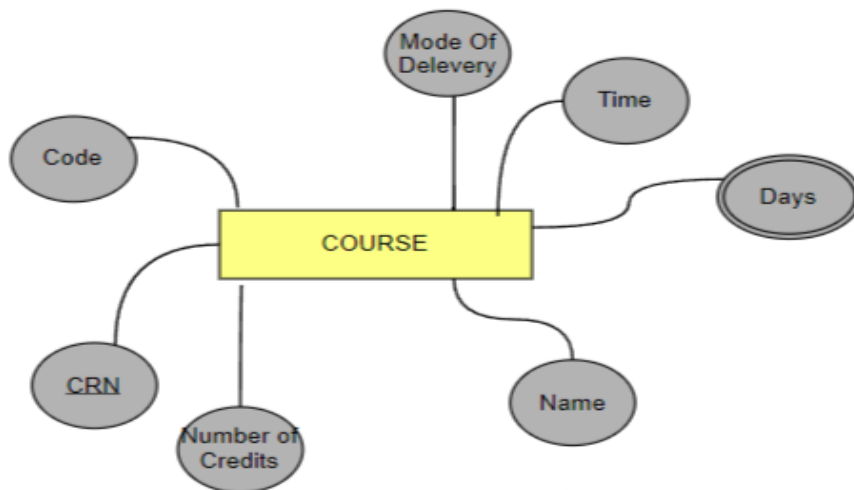 Mode Of
Delevery
Time
Code
Days
COURSE
CRN
Name
Number of
Credits